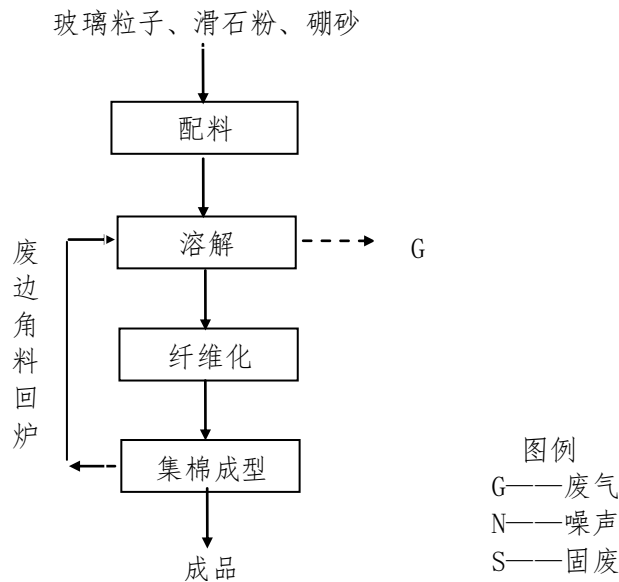 玻璃粒子、滑石粉、硼砂
配料
溶解
G
废边角料回炉
纤维化
集棉成型
成品
图例
G——废气
N——噪声
S——固废